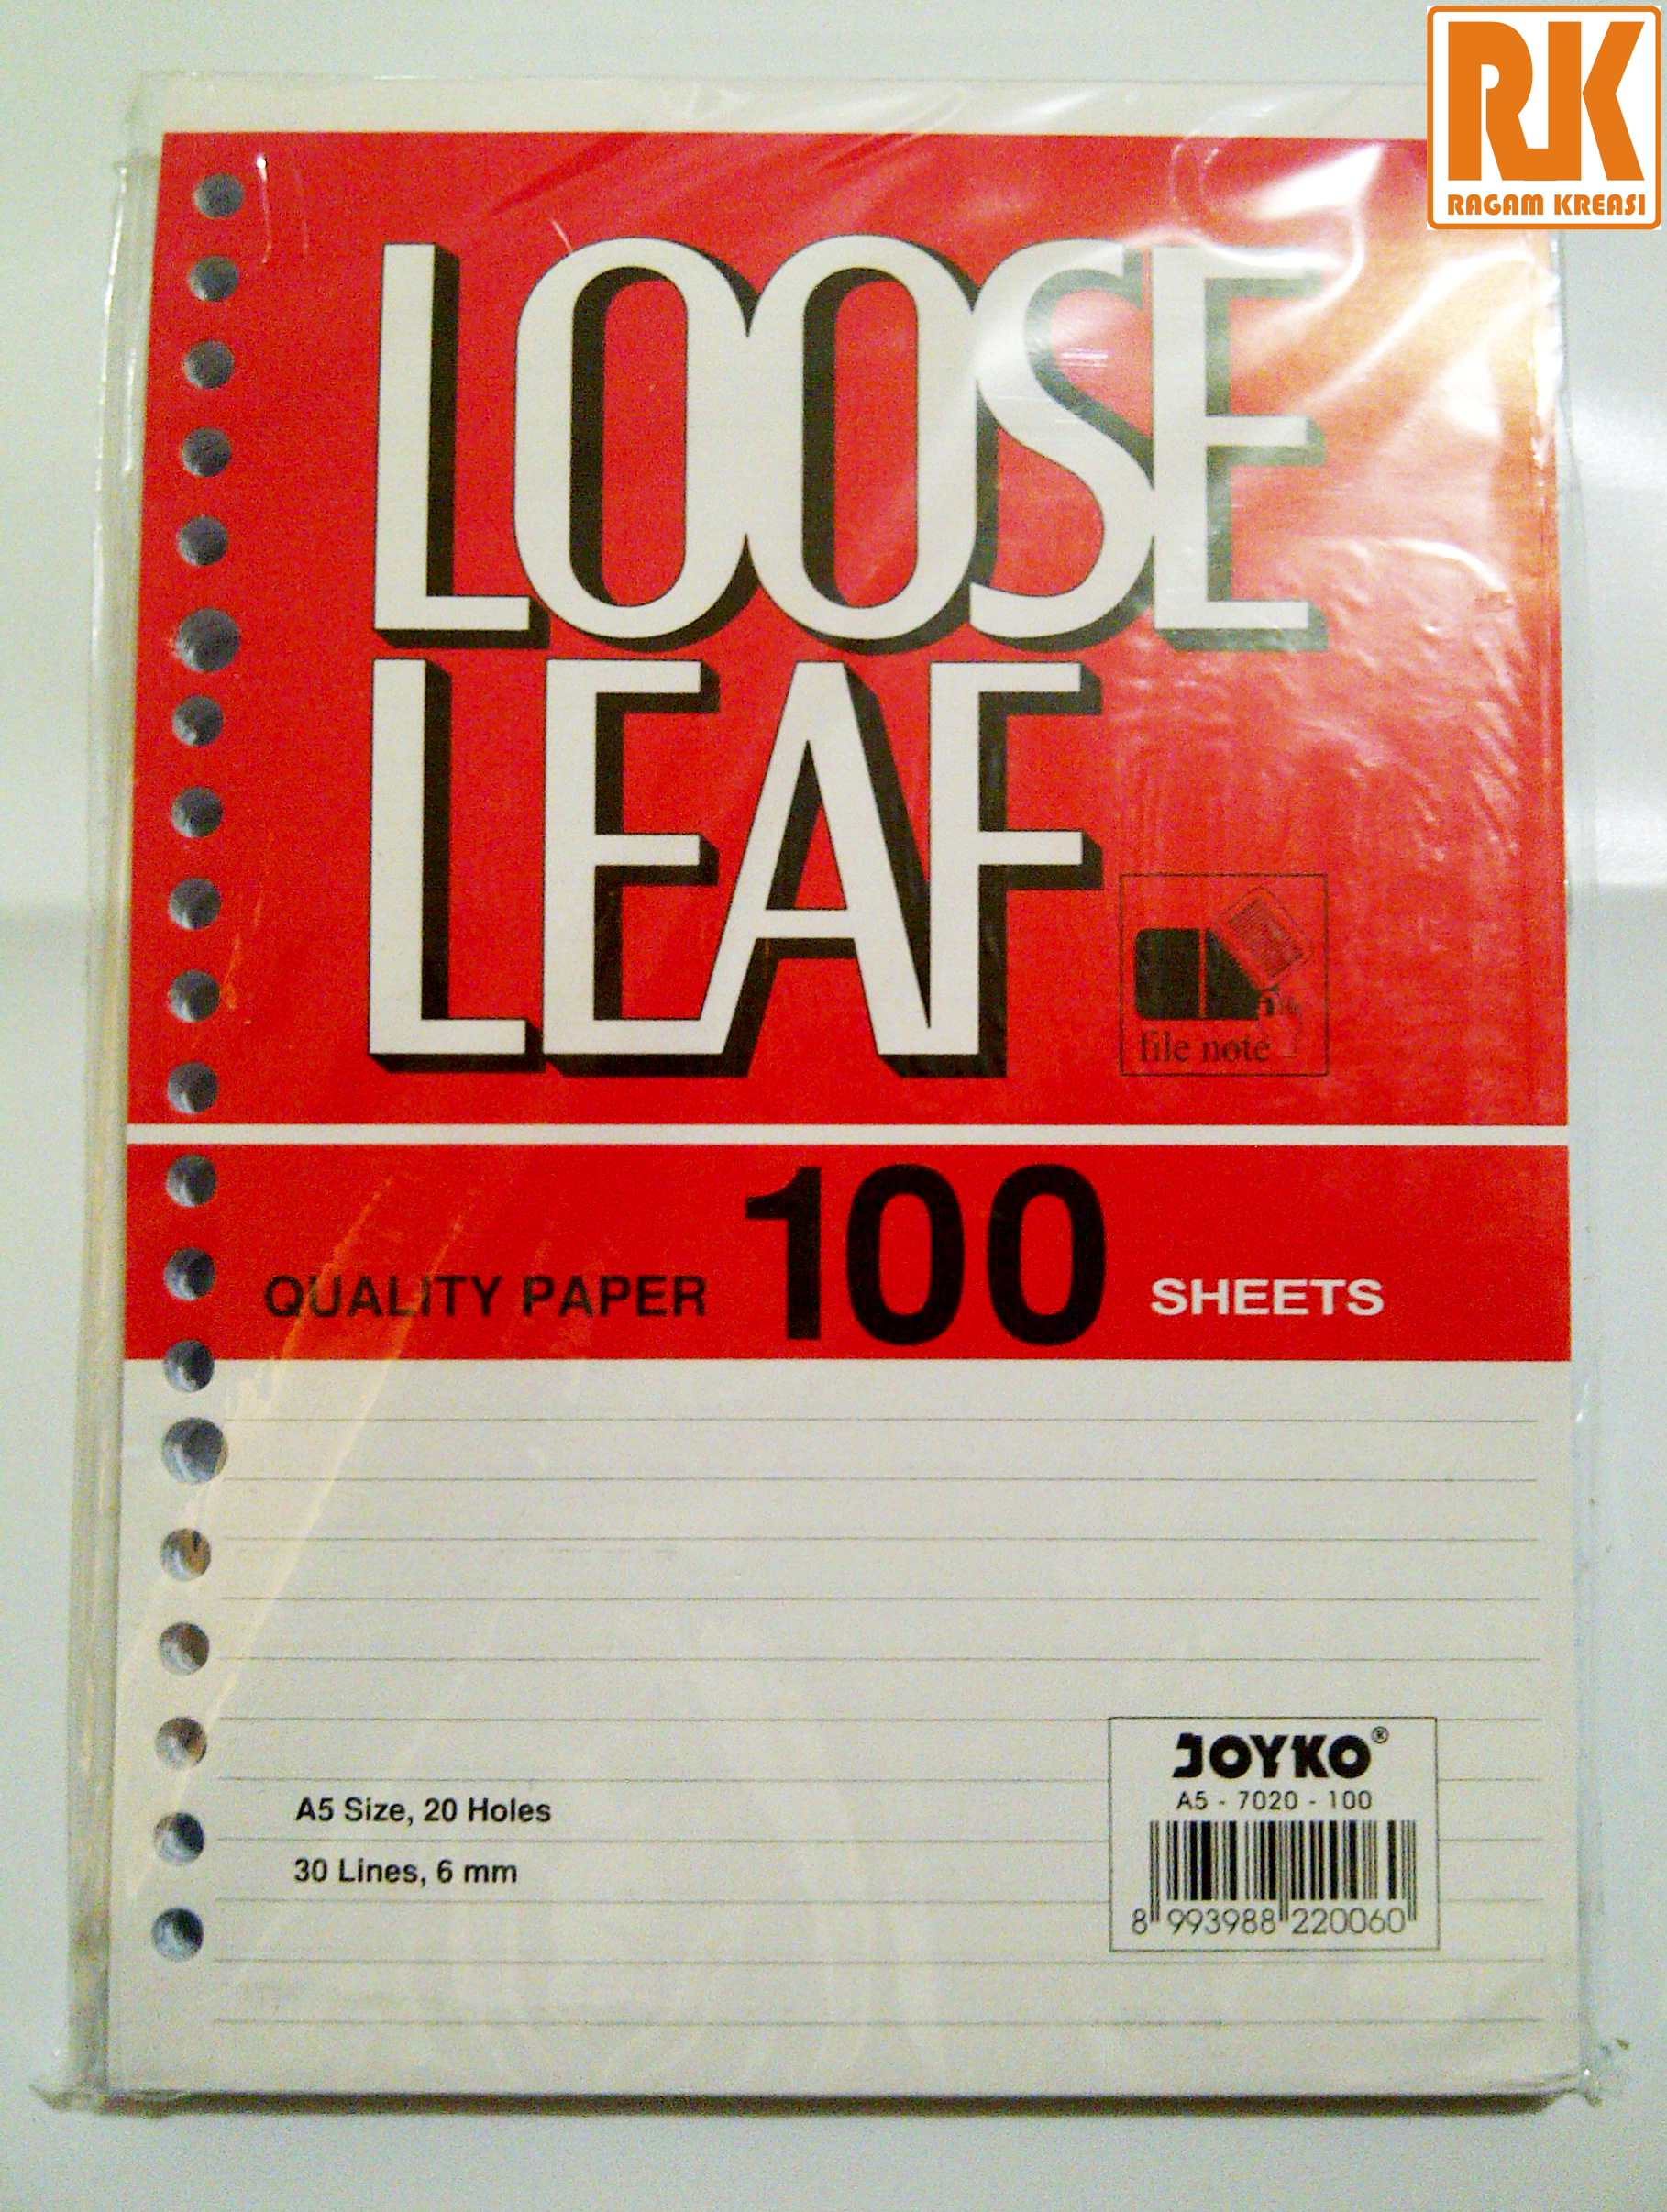 RK
RAGAM KREASI
LOOSE
LEAF
file note
QUALITY PAPER 100 SHEETS
JOYKO®
A5 - 7020 - 100
A5 Size, 20 Holes
30 Lines, 6 mm
8 993988 220060